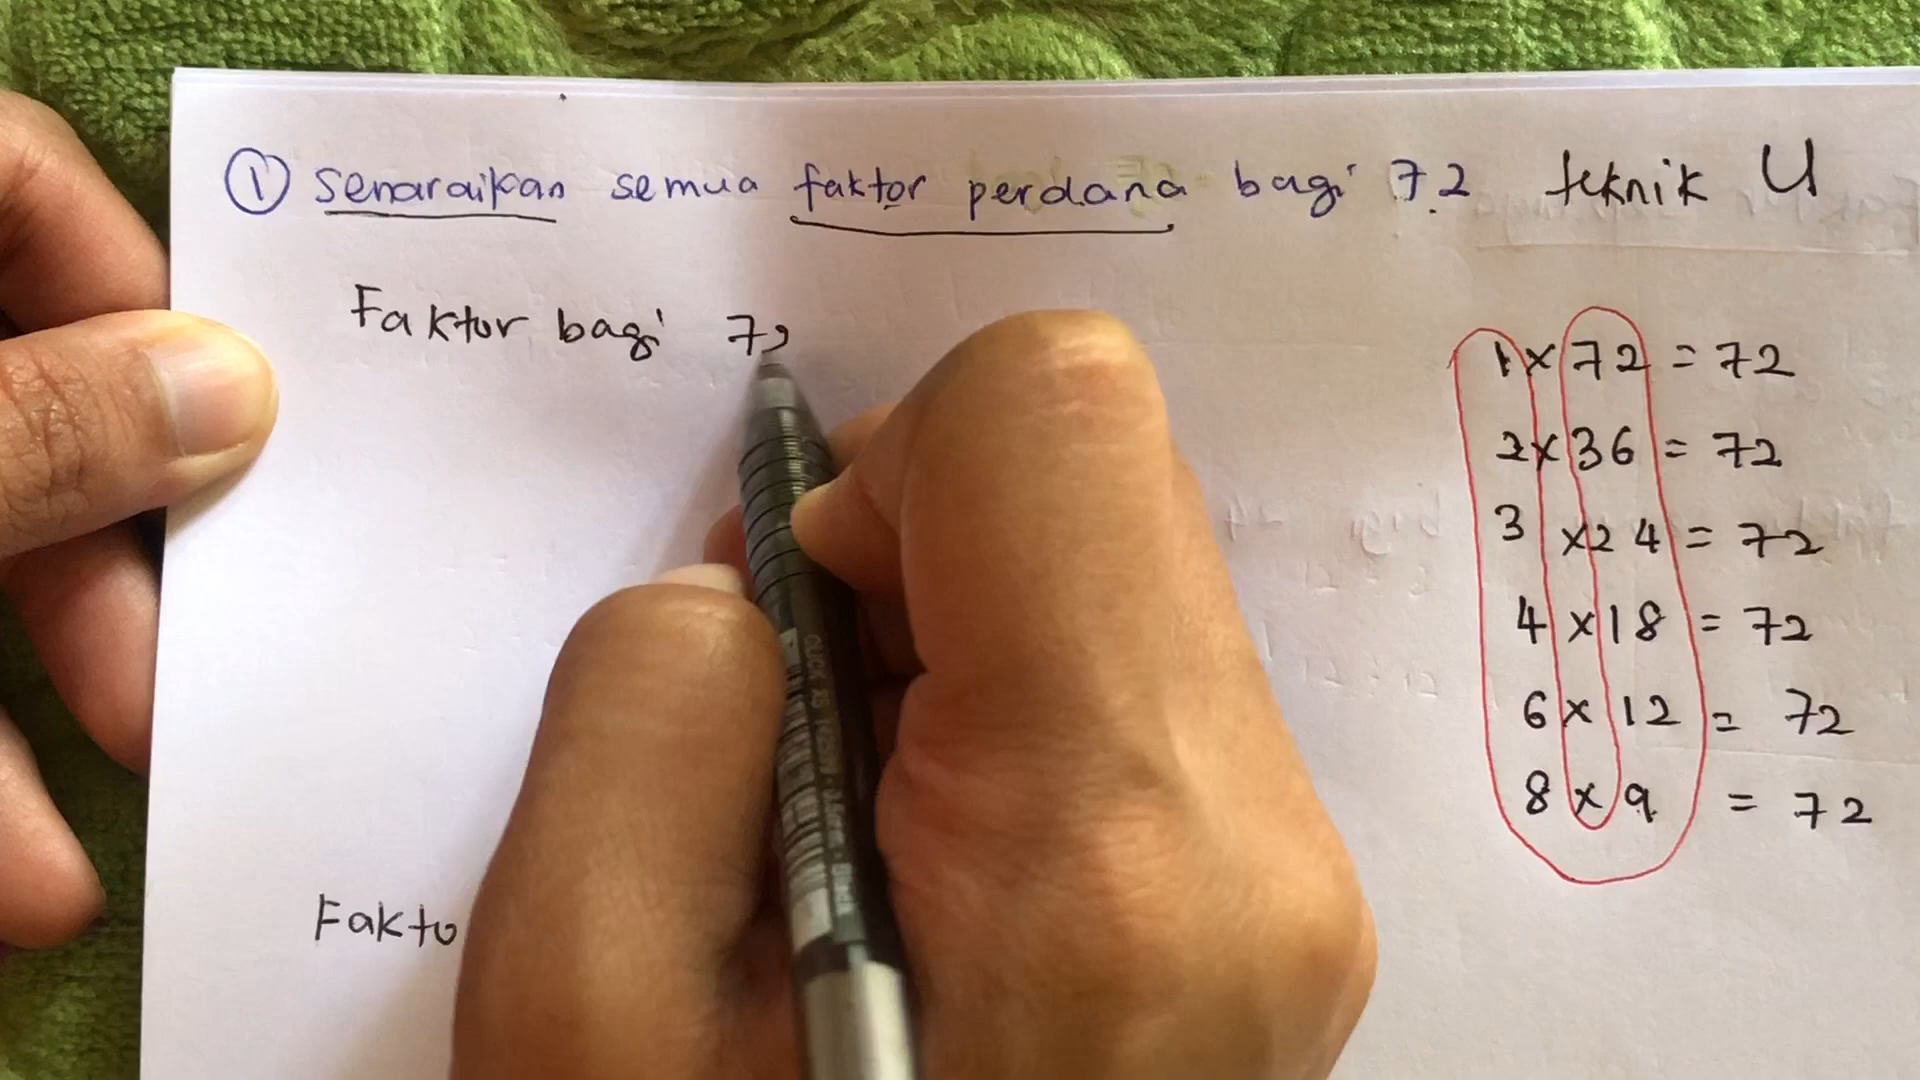 1 Senaraikan semua faktor perdana bagi 72 teknik U
Faktor bagi 72
1 x 72 = 72
2 x 36 = 72
3 x 24 = 72
4 x 18 = 72
6 x 12 = 72
8 x 9 = 72
Fakto